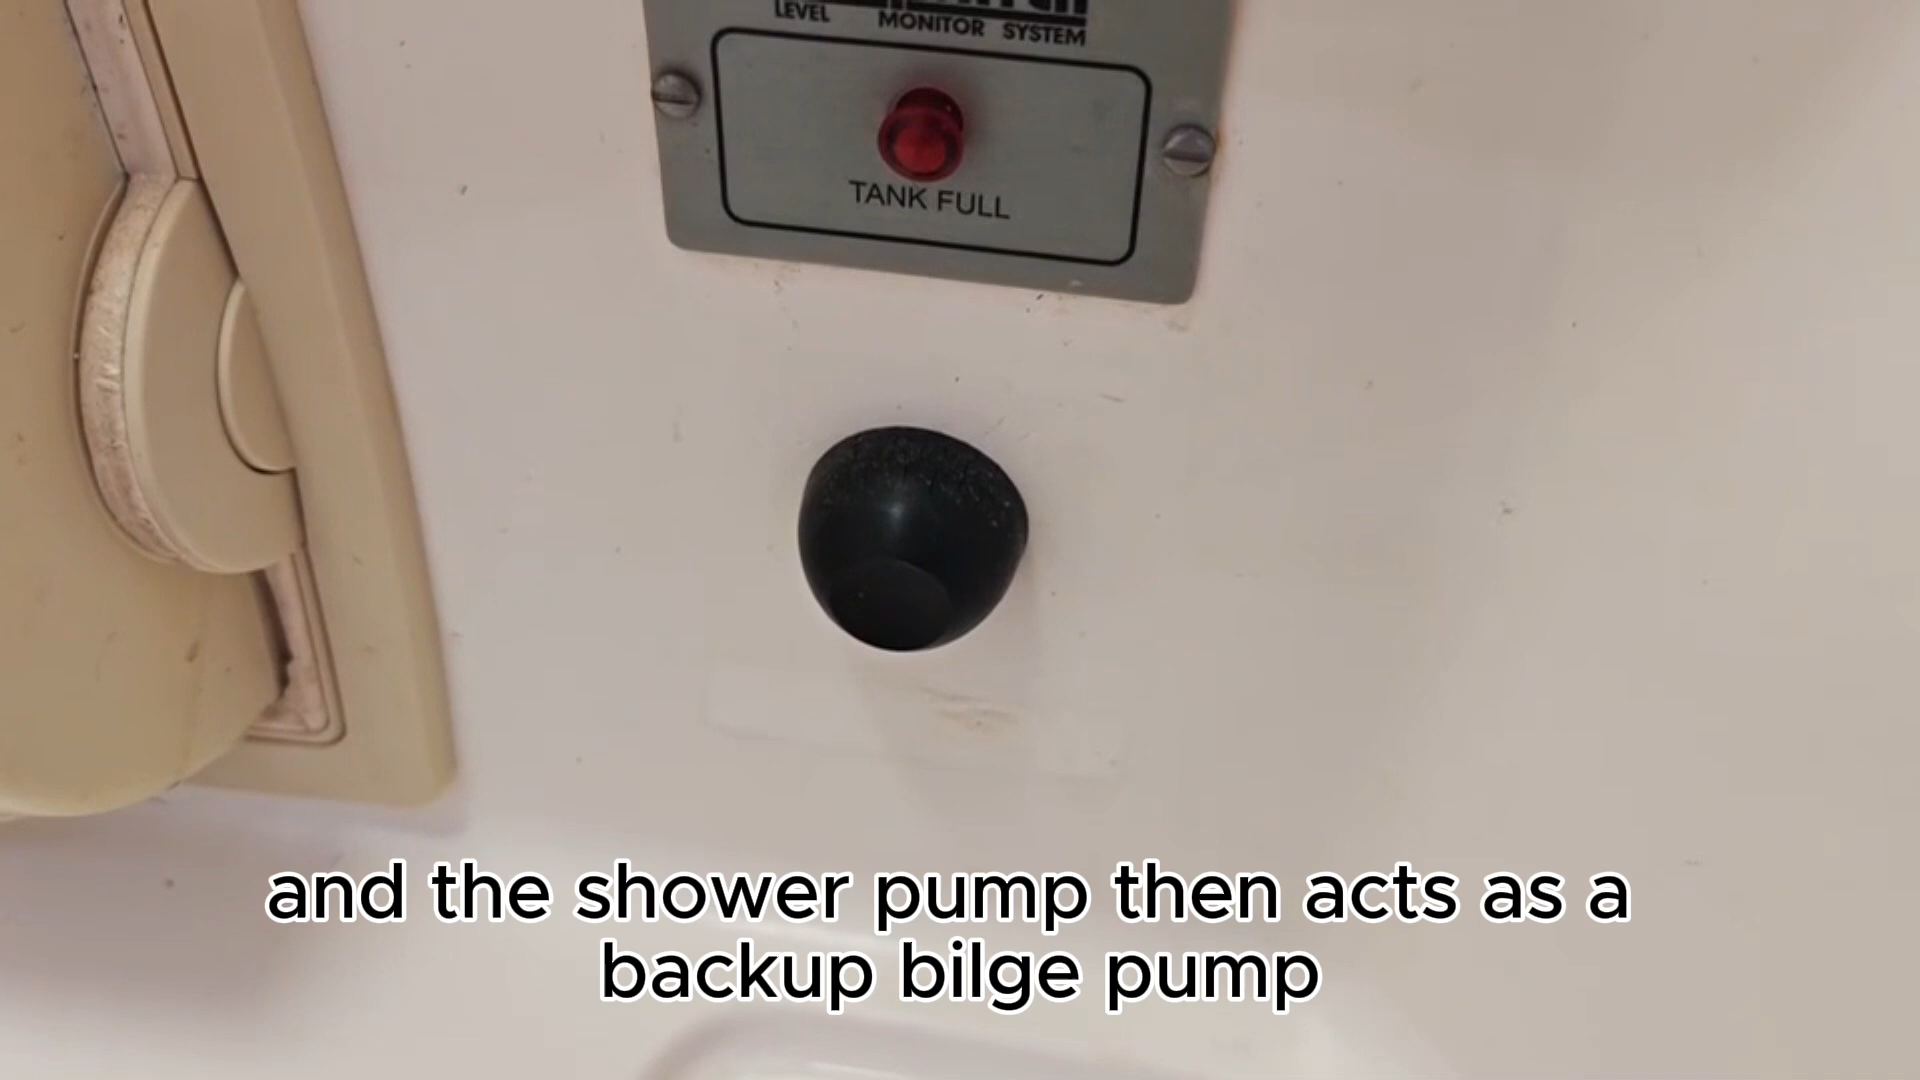 LEVEL MONITOR SYSTEM
TANK FULL
and the shower pump then acts as a
backup bilge pump